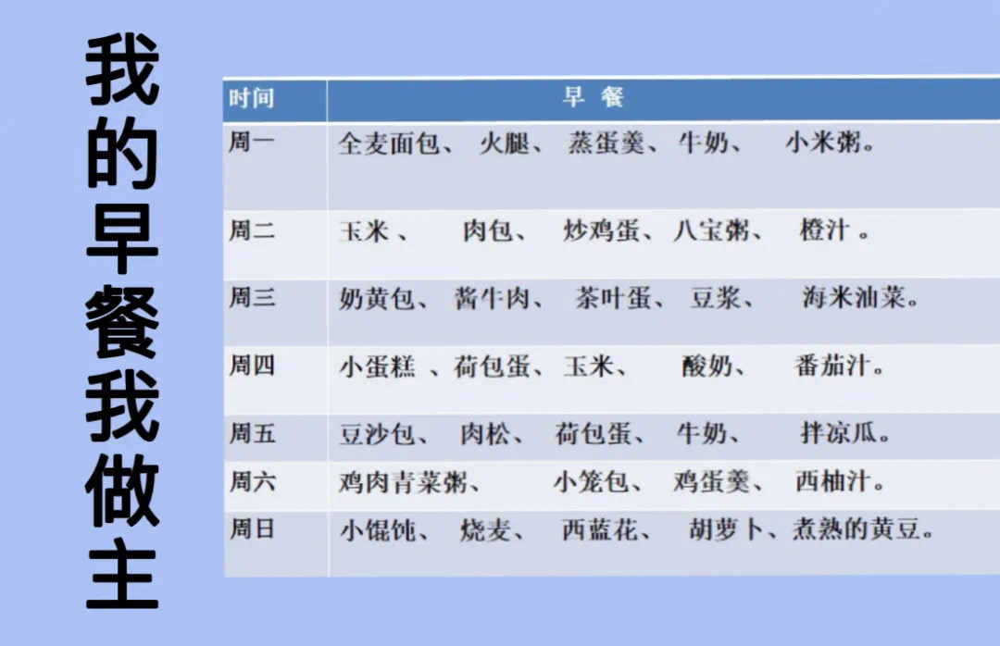 我的早餐我做主
时间 早 餐
周一 全麦面包、 火腿、 蒸蛋羹、牛奶、 小米粥。
周二 玉米 、 肉包、 炒鸡蛋、八宝粥、 橙汁 。
周三 奶黄包、 酱牛肉、 茶叶蛋、 豆浆、 海米油菜。
周四 小蛋糕 、荷包蛋、 玉米、 酸奶、 番茄汁。
周五 豆沙包、 肉松、 荷包蛋、 牛奶、 拌凉瓜。
周六 鸡肉青菜粥、 小笼包、 鸡蛋羹、 西柚汁。
周日 小馄饨、 烧麦、 西蓝花、 胡萝卜、煮熟的黄豆。